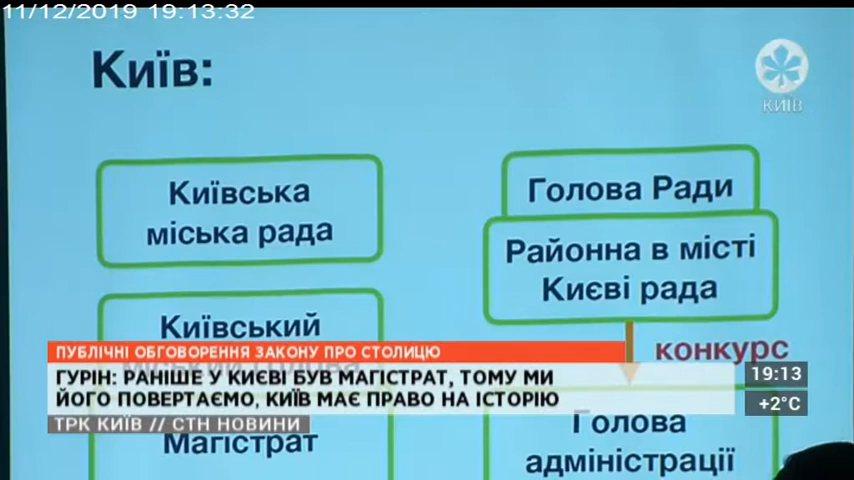 11/12/2019 19:13:32
Київ:
КИЇВ
Київська
міська рада
Голова Ради
Районна в місті
Києві рада
Київський
міський голова
конкурс
ПУБЛІЧНІ ОБГОВОРЕННЯ ЗАКОНУ ПРО СТОЛИЦЮ
ГУРІН: РАНІШЕ У КИЄВІ БУВ МАГІСТРАТ, ТОМУ МИ
ЙОГО ПОВЕРТАЄМО, КИЇВ МАЄ ПРАВО НА ІСТОРІЮ
19:13
+2°C
ТРК КИЇВ // СТН НОВИНИ
Магістрат
Голова
адміністрації